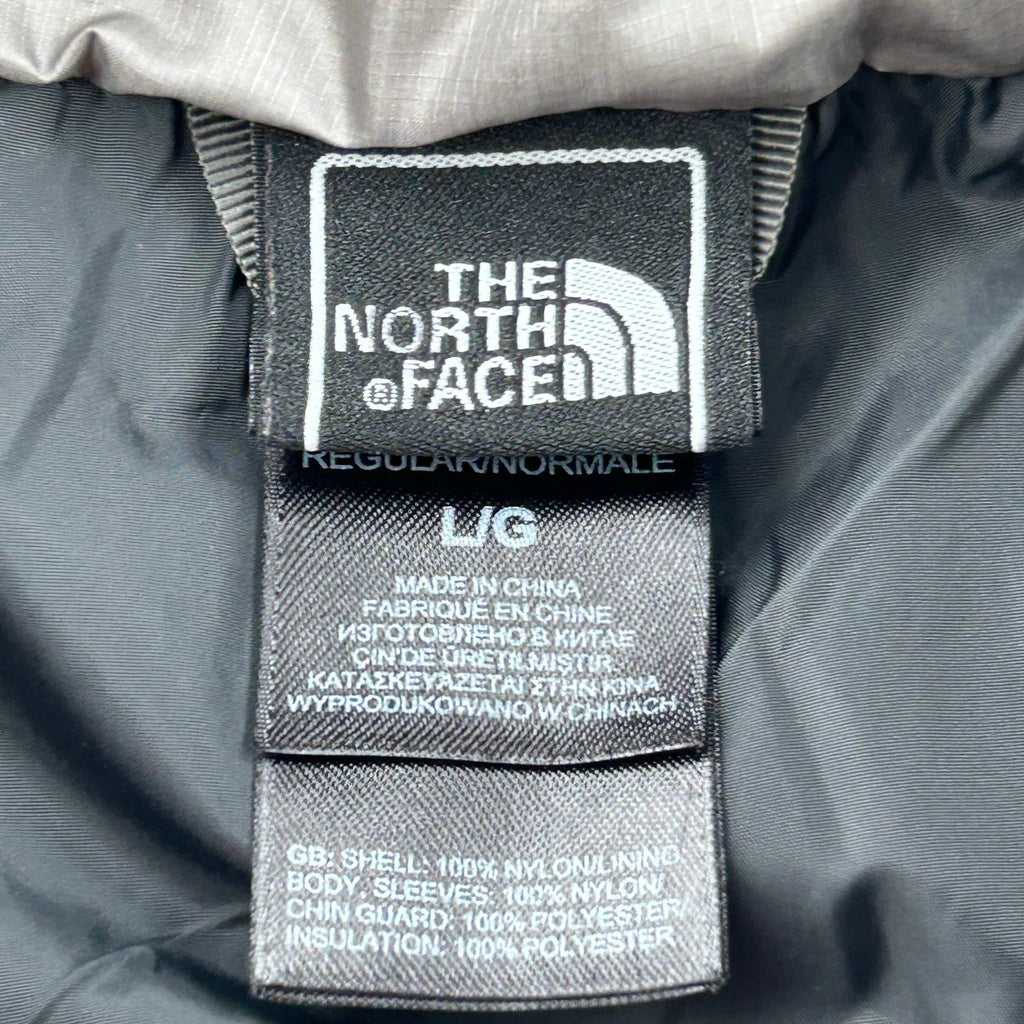 THE
NORTH
® FACE
REGULAR/NORMALE
L/G
MADE IN CHINA
FABRIQUÉ EN CHINE
ИЗГОТОВЛЕНО В КИТАЕ
ÇIN'DE ÜRETILMIŞTIR
ΚΑΤΑΣΚΕΥΑΖΕΤΑΙ ΣΤΗΝ ΚΙΝΑ
WYPRODUKOWANO W CHINACH
GB: SHELL: 100% NYLON/LINING,
BODY: SLEEVES: 100% NYLON/
CHIN GUARD: 100% POLYESTER/
INSULATION: 100% POLYESTER